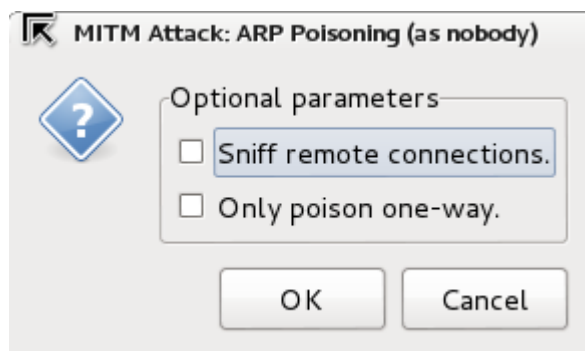 MITM Attack: ARP Poisoning (as nobody)
Optional parameters
Sniff remote connections.
Only poison one-way.
OK Cancel